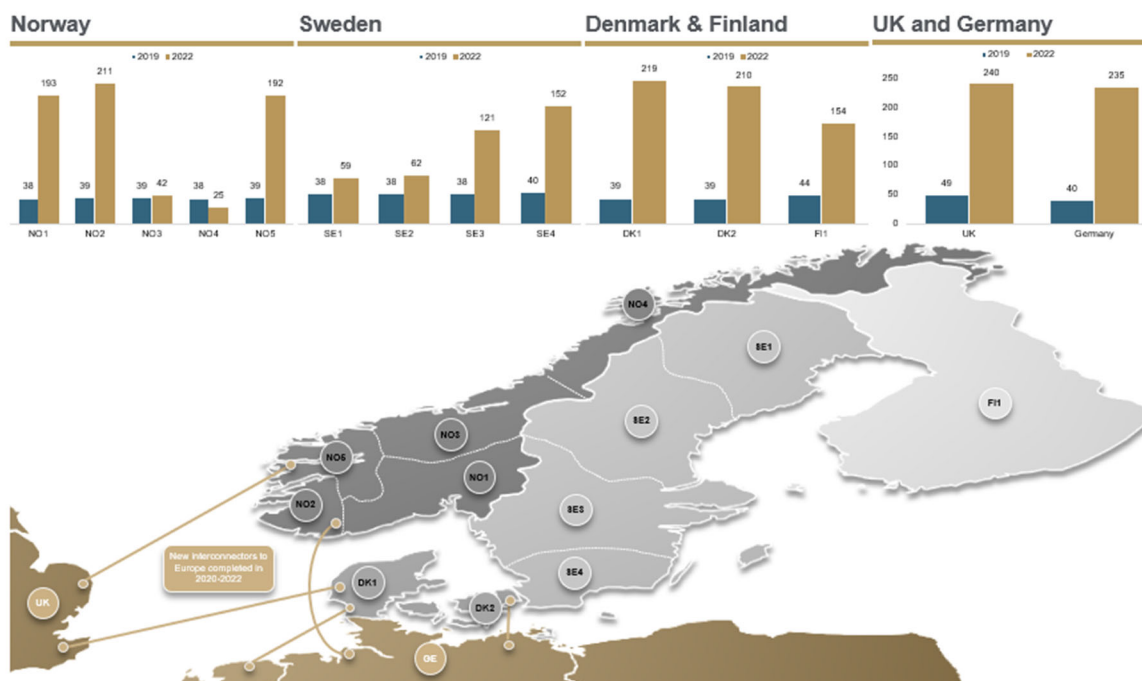 Norway
Sweden
Denmark & Finland
UK and Germany
2019 2022
193
211
192
38
39
39
42
38
25
39
NO1 NO2 NO3 NO4 NO5
2019 2022
38
59
38
62
38
121
40
152
SE1 SE2 SE3 SE4
2019 2022
39
219
39
210
44
154
DK1 DK2 FI1
2019 2022
250
200
150
100
50
0
49
240
40
235
UK Germany
NO4
SE1
FI1
SE2
NO3
NO5
NO1
NO2
SE3
New interconnectors to
Europe completed in
2020-2022
SE4
DK1
UK
DK2
GE